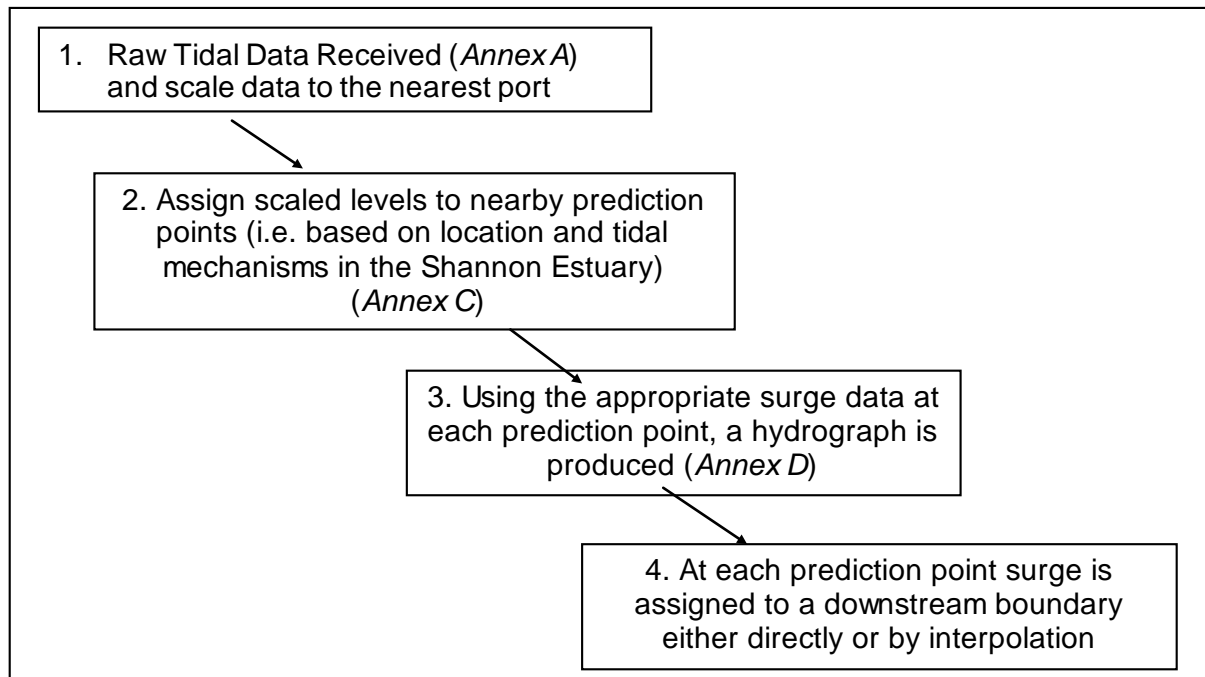 1. Raw Tidal Data Received (Annex A)
and scale data to the nearest port
2. Assign scaled levels to nearby prediction
points (i.e. based on location and tidal
mechanisms in the Shannon Estuary)
(Annex C)
3. Using the appropriate surge data at
each prediction point, a hydrograph is
produced (Annex D)
4. At each prediction point surge is
assigned to a downstream boundary
either directly or by interpolation